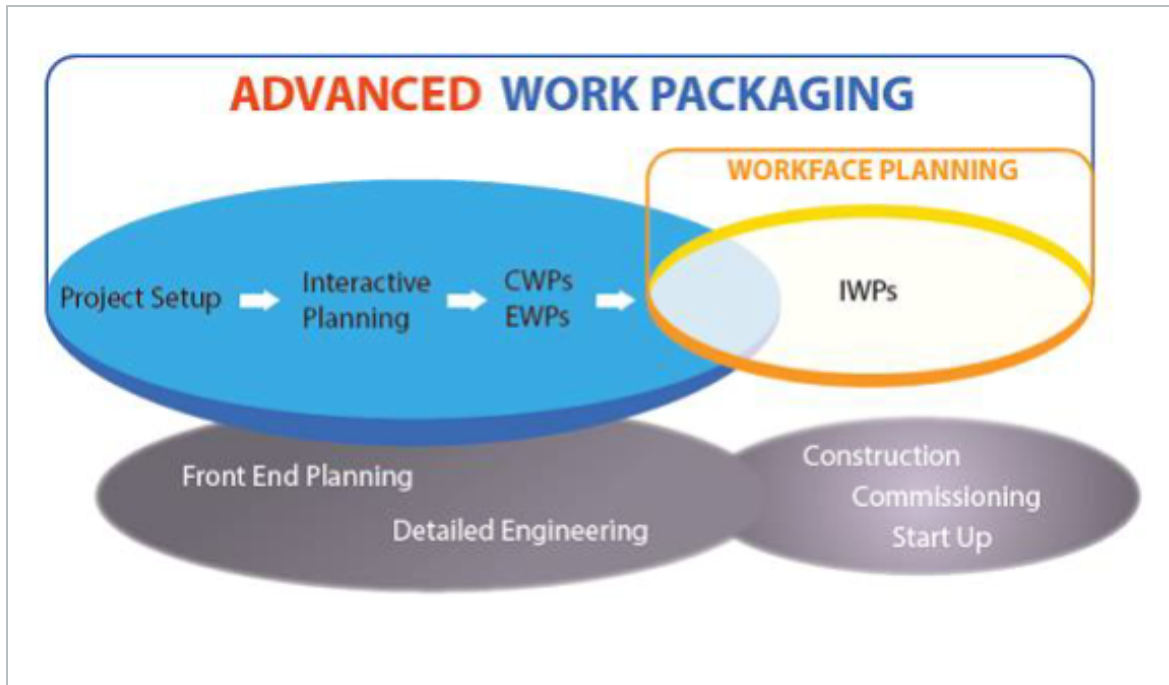 ADVANCED WORK PACKAGING
WORKFACE PLANNING
Project Setup
Interactive
Planning
CWPs
EWPs
IWPs
Front End Planning
Detailed Engineering
Construction
Commissioning
Start Up